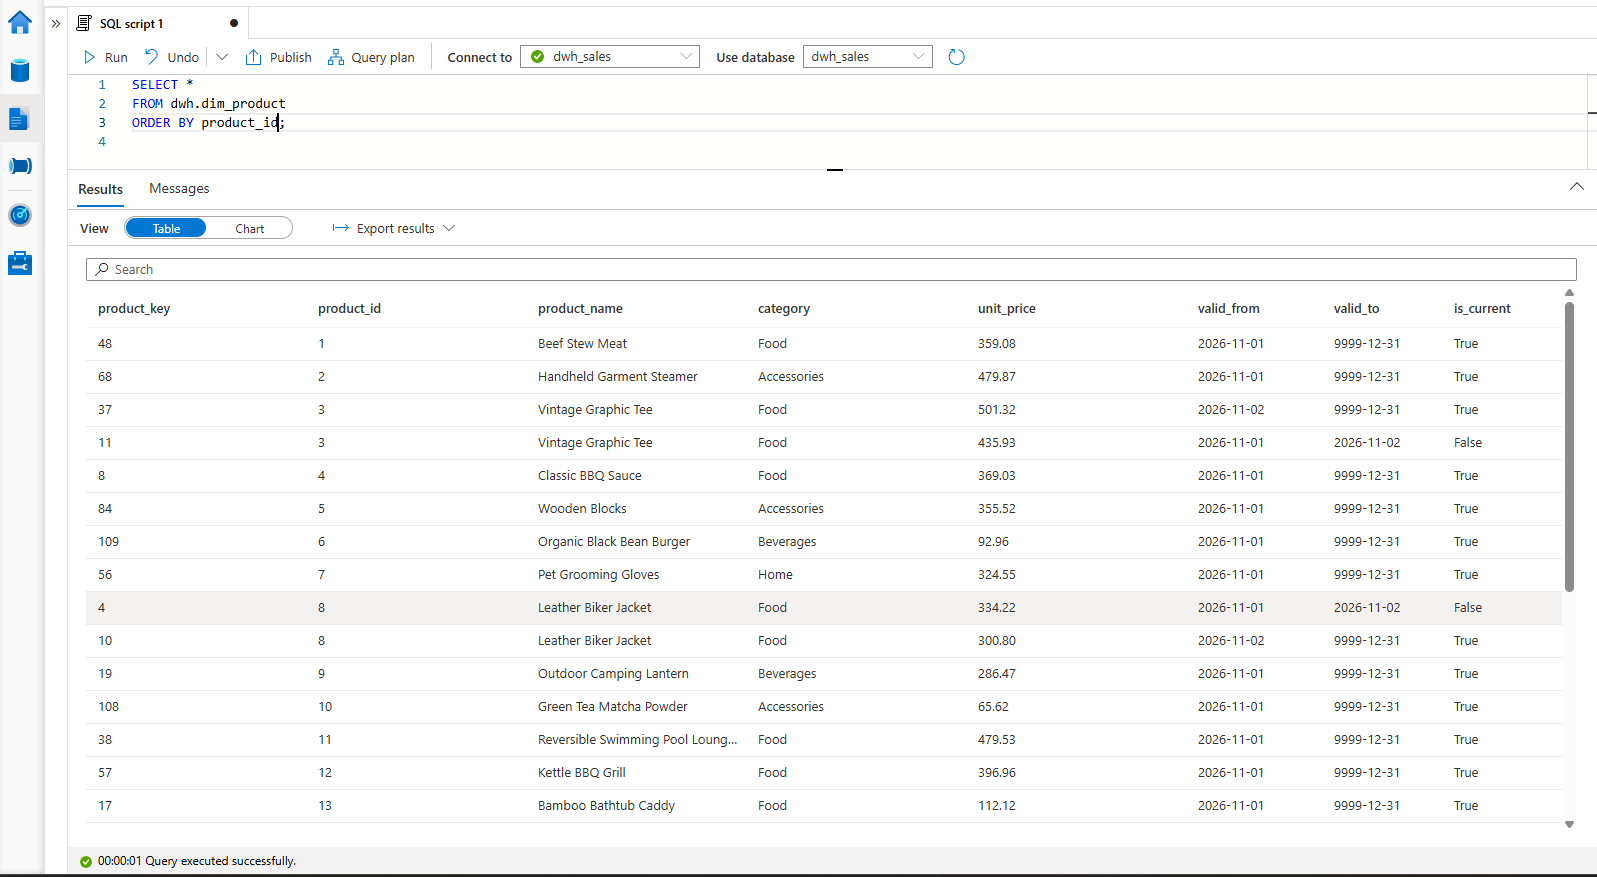 SQL script 1
Run Undo Publish Query plan Connect to dwh_sales Use database dwh_sales
1 SELECT *
2 FROM dwh.dim_product
3 ORDER BY product_id;
4
Results Messages
View Table Chart Export results
Search
product_key product_id product_name category unit_price valid_from valid_to is_current
48 1 Beef Stew Meat Food 359.08 2026-11-01 9999-12-31 True
68 2 Handheld Garment Steamer Accessories 479.87 2026-11-01 9999-12-31 True
37 3 Vintage Graphic Tee Food 501.32 2026-11-02 9999-12-31 True
11 3 Vintage Graphic Tee Food 435.93 2026-11-01 2026-11-02 False
8 4 Classic BBQ Sauce Food 369.03 2026-11-01 9999-12-31 True
84 5 Wooden Blocks Accessories 355.52 2026-11-01 9999-12-31 True
109 6 Organic Black Bean Burger Beverages 92.96 2026-11-01 9999-12-31 True
56 7 Pet Grooming Gloves Home 324.55 2026-11-01 9999-12-31 True
4 8 Leather Biker Jacket Food 334.22 2026-11-01 2026-11-02 False
10 8 Leather Biker Jacket Food 300.80 2026-11-02 9999-12-31 True
19 9 Outdoor Camping Lantern Beverages 286.47 2026-11-01 9999-12-31 True
108 10 Green Tea Matcha Powder Accessories 65.62 2026-11-01 9999-12-31 True
38 11 Reversible Swimming Pool Loung... Food 479.53 2026-11-01 9999-12-31 True
57 12 Kettle BBQ Grill Food 396.96 2026-11-01 9999-12-31 True
17 13 Bamboo Bathtub Caddy Food 112.12 2026-11-01 9999-12-31 True
00:00:01 Query executed successfully.